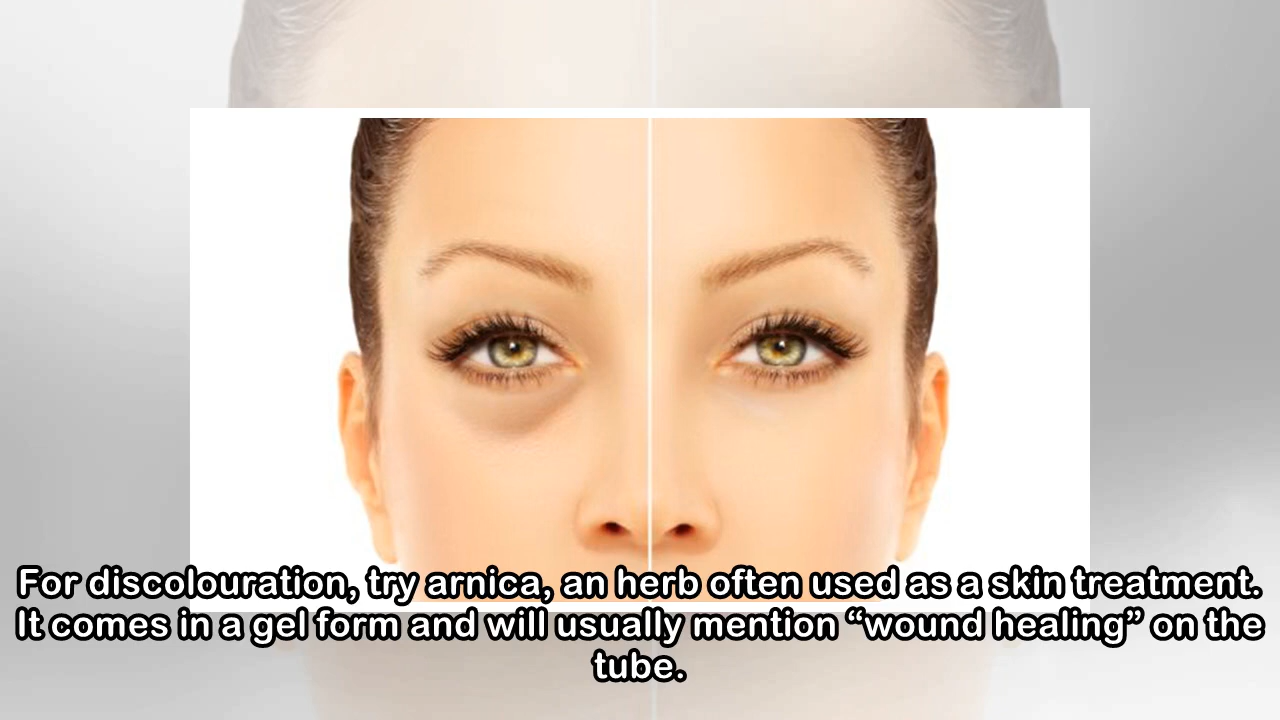 For discolouration, try arnica, an herb often used as a skin treatment.
It comes in a gel form and will usually mention “wound healing” on the
tube.